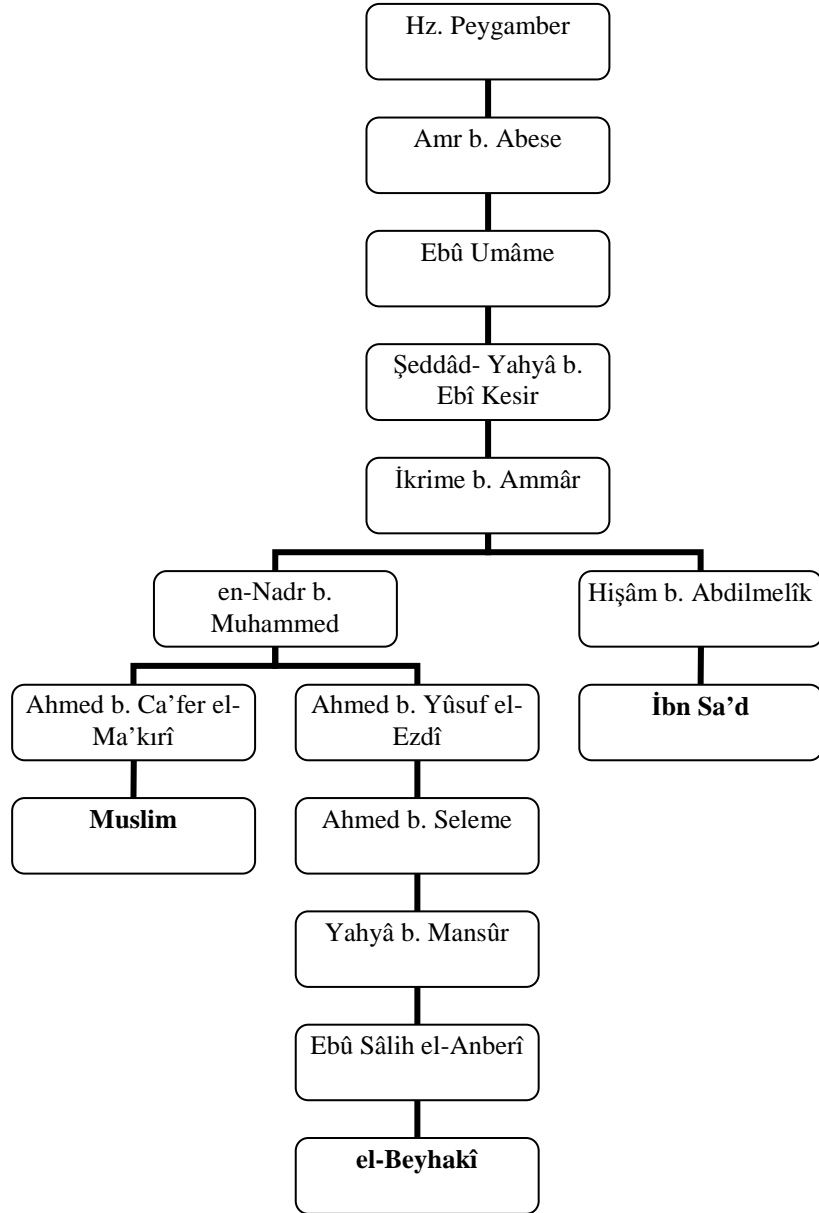 Hz. Peygamber
Amr b. Abese
Ebû Umâme
Şeddâd- Yahyâ b.
Ebî Kesir
İkrime b. Ammâr
en-Nadr b.
Muhammed
Hişâm b. Abdilmelîk
Ahmed b. Ca’fer el-
Ma’kırî
Ahmed b. Yûsuf el-
Ezdî
İbn Sa’d
Muslim
Ahmed b. Seleme
Yahyâ b. Mansûr
Ebû Sâlih el-Anberî
el-Beyhakî